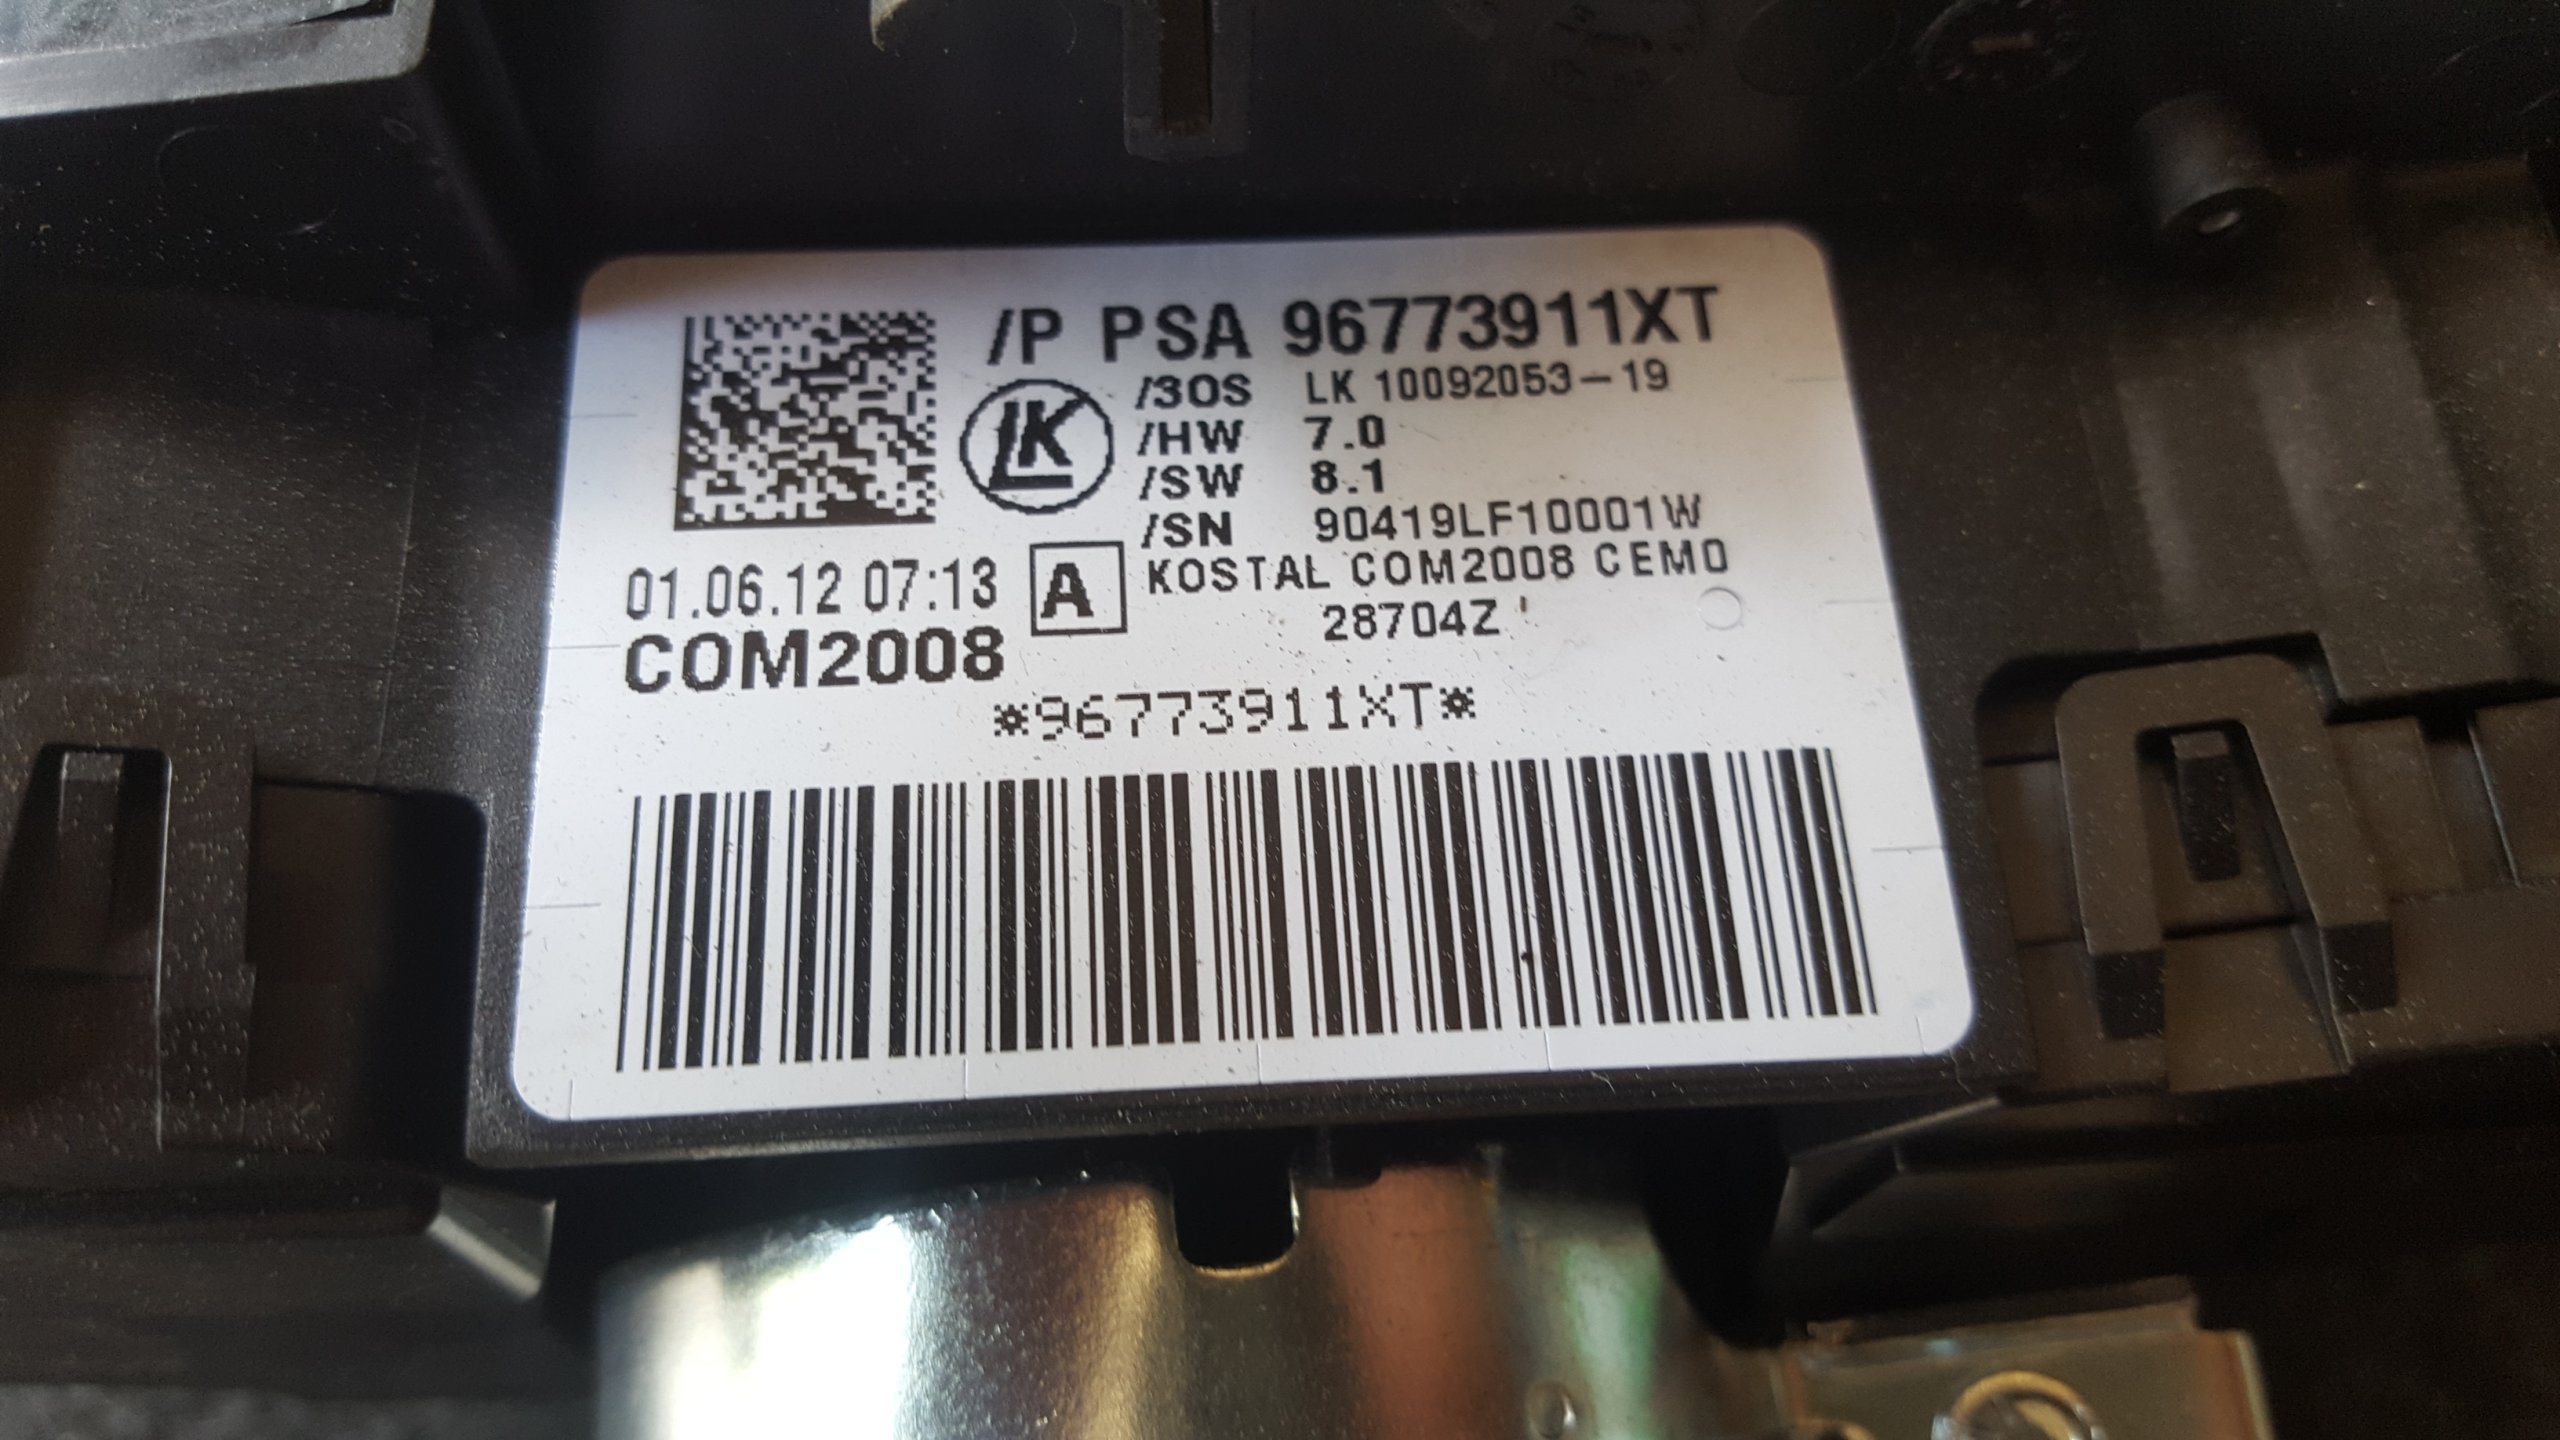 /P PSA 96773911XT
LK
/3OS LK 10092053-19
/HW 7.0
/SW 8.1
/SN 90419LF10001W
01.06.12 07:13 A KOSTAL COM2008 CEM0
28704Z
COM2008
*96773911XT*